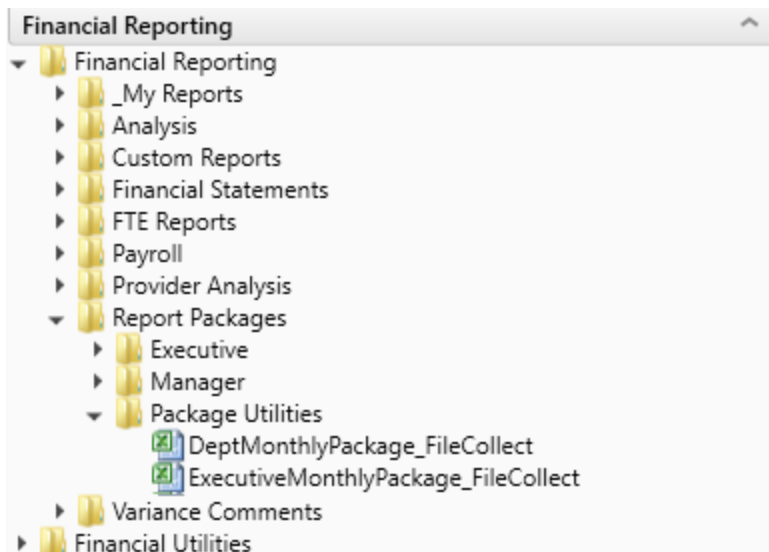 Financial Reporting
Financial Reporting
_My Reports
Analysis
Custom Reports
Financial Statements
FTE Reports
Payroll
Provider Analysis
Report Packages
Executive
Manager
Package Utilities
DeptMonthlyPackage_FileCollect
ExecutiveMonthlyPackage_FileCollect
Variance Comments
Financial Utilities